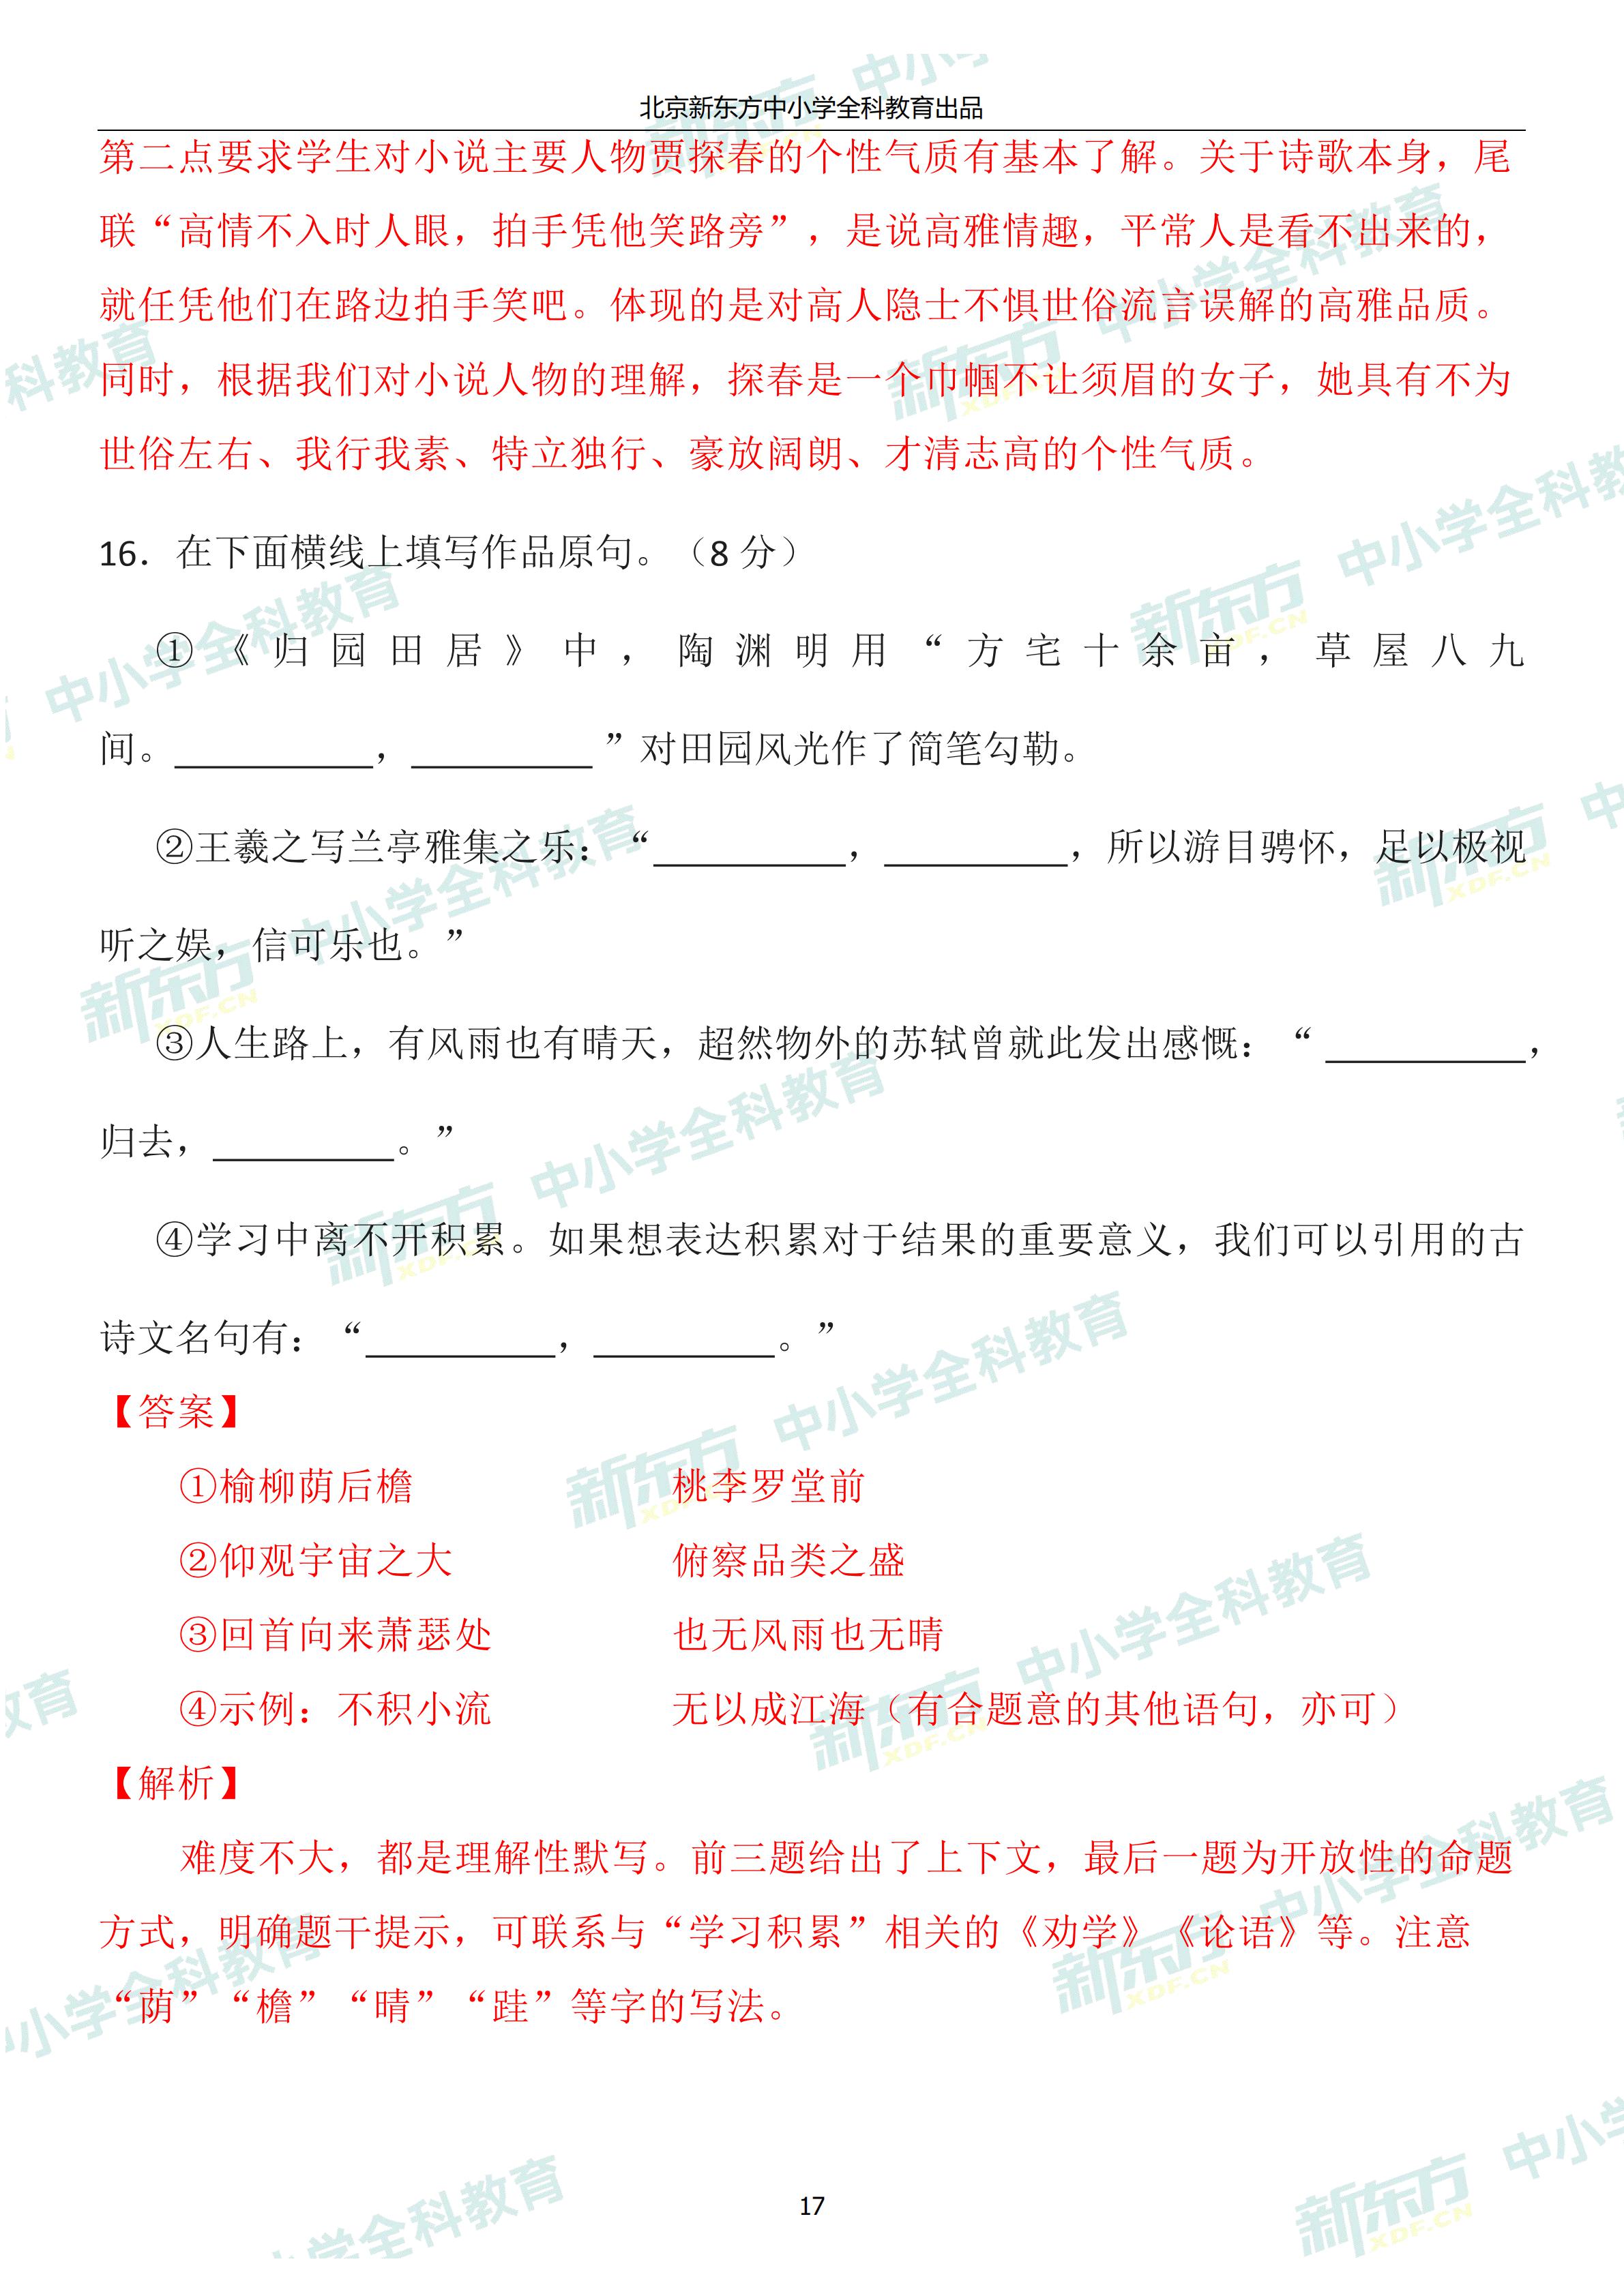 北京新东方中小学全科教育出品
第二点要求学生对小说主要人物贾探春的个性气质有基本了解。关于诗歌本身，尾
联“高情不入时人眼，拍手凭他笑路旁”，是说高雅情趣，平常人是看不出来的，
就任凭他们在路边拍手笑吧。体现的是对高人隐士不惧世俗流言误解的高雅品质。
同时，根据我们对小说人物的理解，探春是一个巾帼不让须眉的女子，她具有不为
世俗左右、我行我素、特立独行、豪放阔朗、才清志高的个性气质。
16．在下面横线上填写作品原句。（8 分）
①《归园田居》中，陶渊明用“方宅十余亩，草屋八九
间。__________，__________”对田园风光作了简笔勾勒。
②王羲之写兰亭雅集之乐：“__________，__________，所以游目骋怀，足以极视
听之娱，信可乐也。”
③人生路上，有风雨也有晴天，超然物外的苏轼曾就此发出感慨：“__________，
归去，__________。”
④学习中离不开积累。如果想表达积累对于结果的重要意义，我们可以引用的古
诗文名句有：“__________，__________。”
【答案】
①榆柳荫后檐 桃李罗堂前
②仰观宇宙之大 俯察品类之盛
③回首向来萧瑟处 也无风雨也无晴
④示例：不积小流 无以成江海（有合题意的其他语句，亦可）
【解析】
难度不大，都是理解性默写。前三题给出了上下文，最后一题为开放性的命题
方式，明确题干提示，可联系与“学习积累”相关的《劝学》《论语》等。注意
“荫”“檐”“晴”“跬”等字的写法。
17
新东方 XDF.CN 中小学全科教育